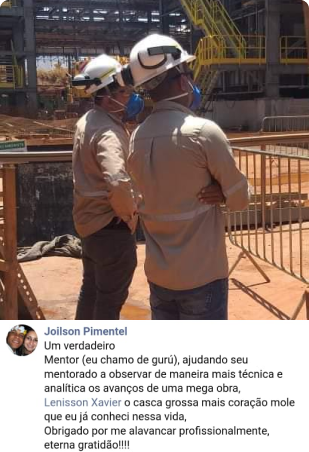 Joilson Pimentel
Um verdadeiro
Mentor (eu chamo de gurú), ajudando seu
mentorado a observar de maneira mais técnica e
analítica os avanços de uma mega obra,
Lenisson Xavier o casca grossa mais coração mole
que eu já conheci nessa vida,
Obrigado por me alavancar profissionalmente,
eterna gratidão!!!!